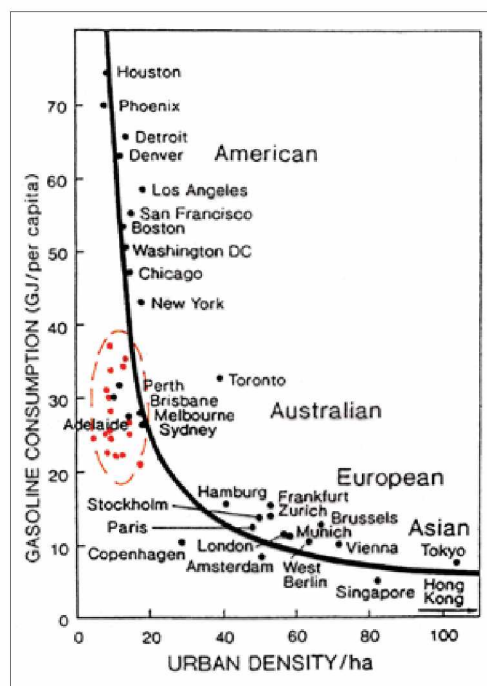 GASOLINE CONSUMPTION (GJ/per capita)
80
70
60
50
40
30
20
10
0
Houston
Phoenix
Detroit
Denver
American
Los Angeles
San Francisco
Boston
Washington DC
Chicago
New York
Toronto
Perth
Brisbane
Australian
Adelaide
Melbourne
Sydney
European
Hamburg
Frankfurt
Stockholm
Zurich
Brussels
Asian
Paris
Munich
Tokyo
Copenhagen
London
Vienna
Amsterdam
West
Berlin
Singapore
Hong
Kong
0
20
40
60
80
100
URBAN DENSITY/ha